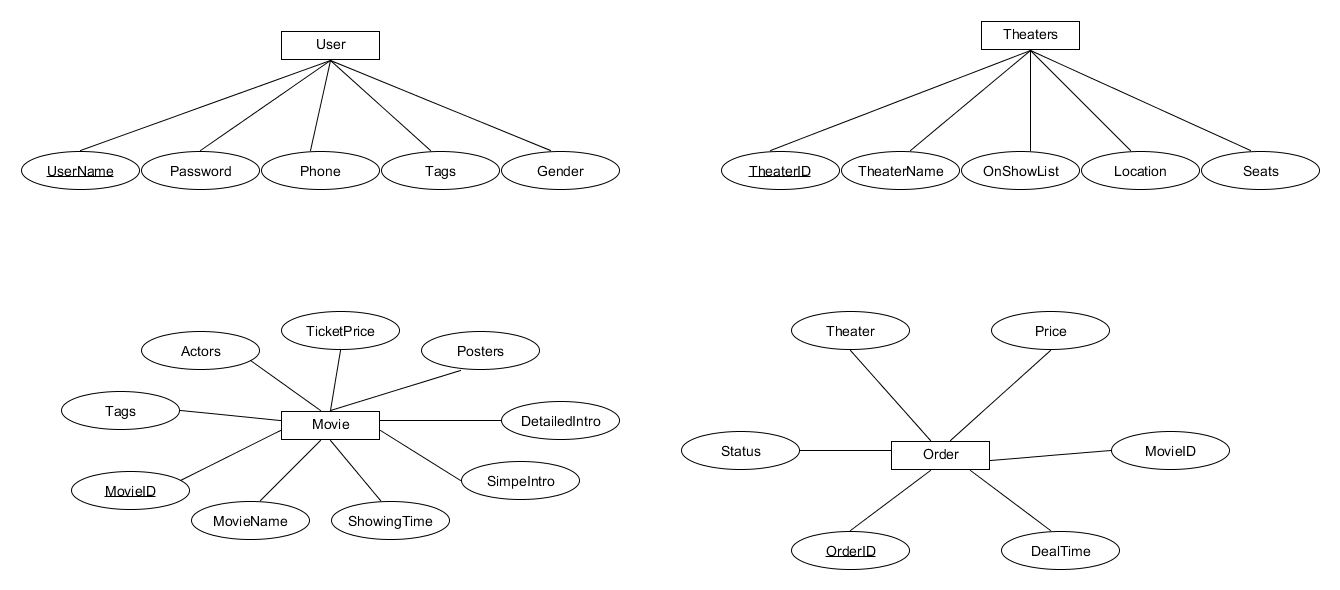 User
UserName
Password
Phone
Tags
Gender
Theaters
TheaterID
TheaterName
OnShowList
Location
Seats
TicketPrice
Actors
Posters
Tags
Movie
DetailedIntro
MovieID
SimpeIntro
MovieName
ShowingTime
Theater
Price
Status
Order
MovieID
OrderID
DealTime